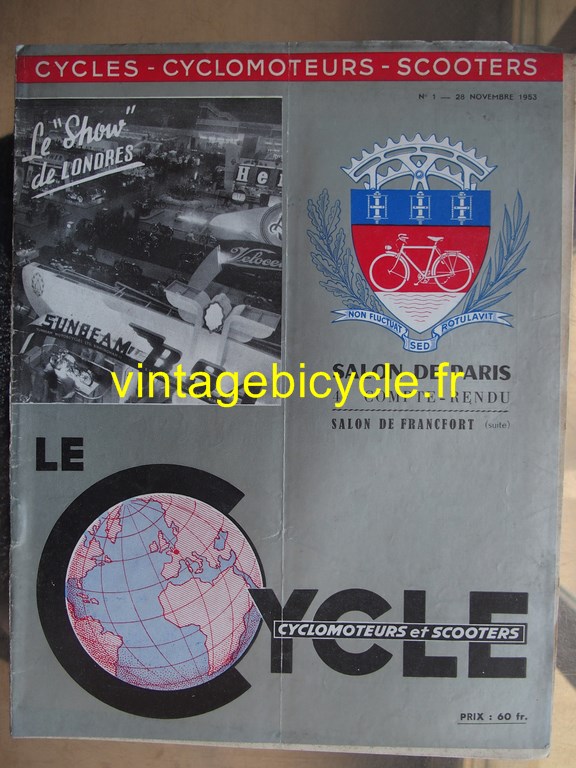 CYCLES - CYCLOMOTEURS - SCOOTERS
N° 1 — 28 NOVEMBRE 1953
Le "Show"
de LONDRES
Veloce
SUNBEAM
NON FLUCTUAT
SED
ROTULAVIT
SALON DE PARIS
vintagebicycle.fr
COMPTE-RENDU
SALON DE FRANCFORT (suite)
LE
CYCLE
CYCLOMOTEURS et SCOOTERS
PRIX : 60 fr.